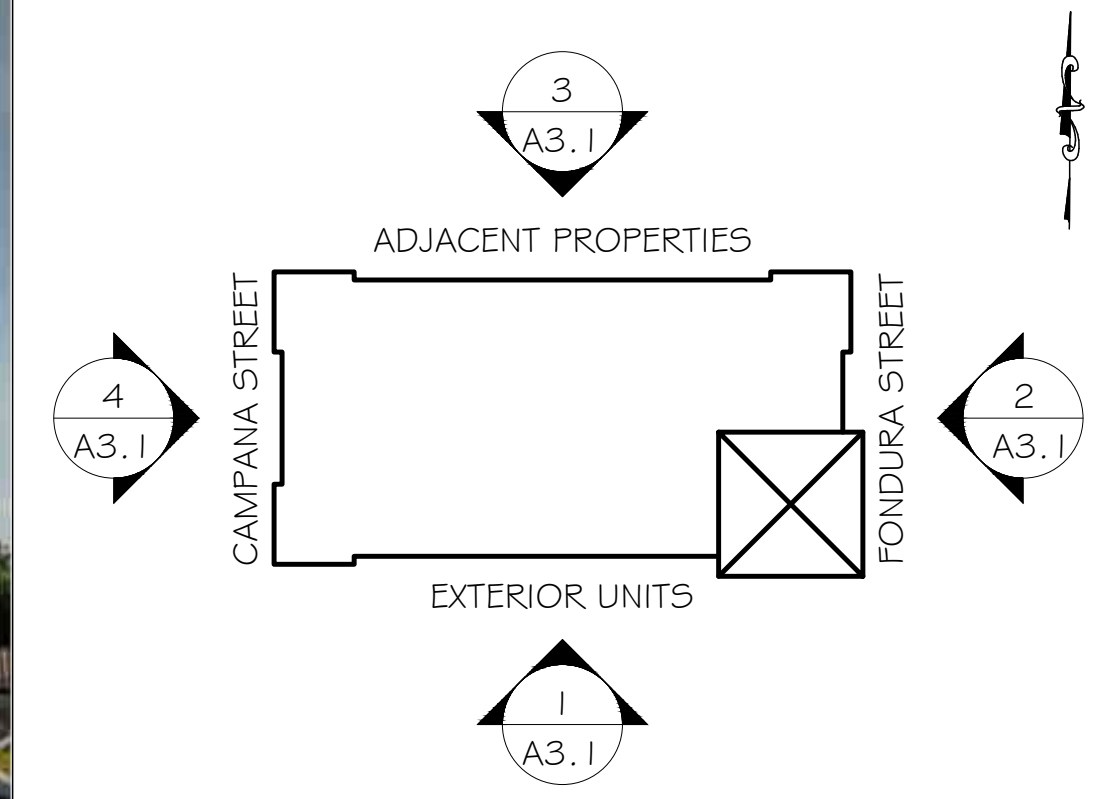 3
A3.1
ADJACENT PROPERTIES
CAMPANA STREET
FONDURA STREET
4
A3.1
2
A3.1
EXTERIOR UNITS
1
A3.1